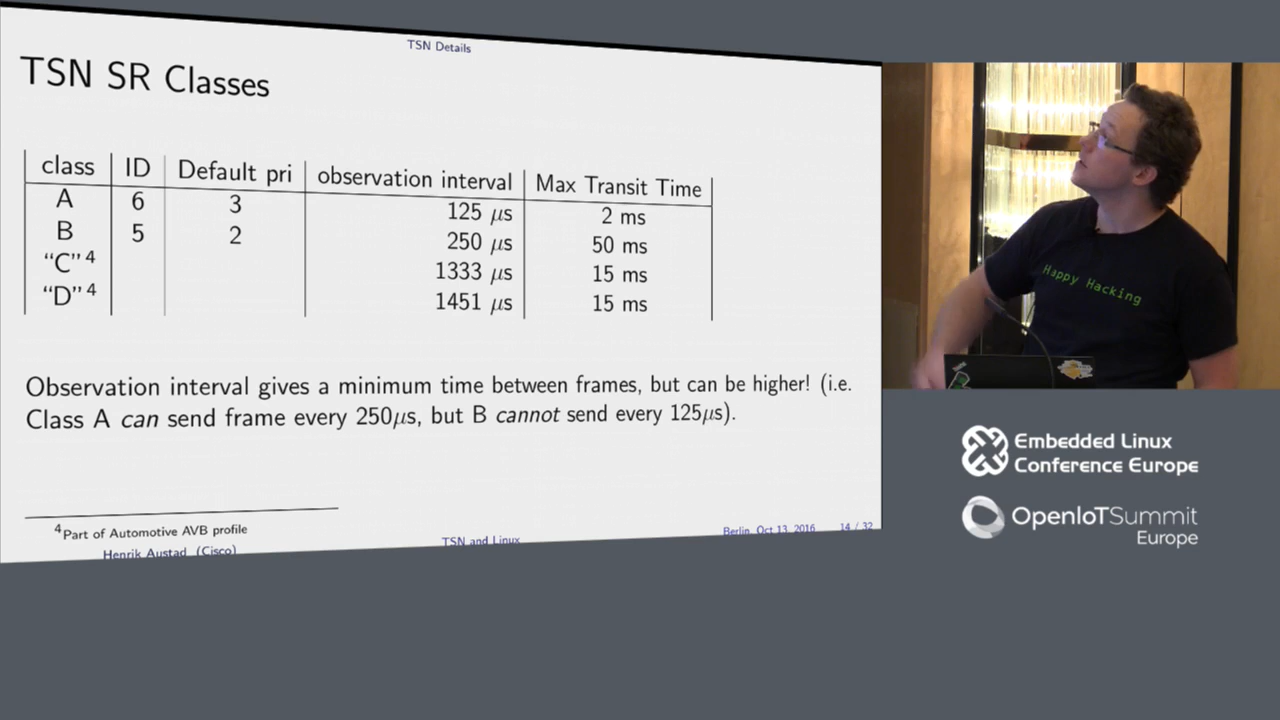 TSN Details
TSN SR Classes
class ID Default pri observation interval Max Transit Time
A 6 3 125 μs 2 ms
B 5 2 250 μs 50 ms
“C” 4 1333 μs 15 ms
“D” 4 1451 μs 15 ms
Observation interval gives a minimum time between frames, but can be higher! (i.e.
Class A can send frame every 250μs, but B cannot send every 125μs).
4Part of Automotive AVB profile
Henrik Austad (Cisco)
TSN and Linux
Berlin, Oct 13, 2016 14 / 32
Happy Hacking
Embedded Linux
Conference Europe
OpenIoTSummit
Europe